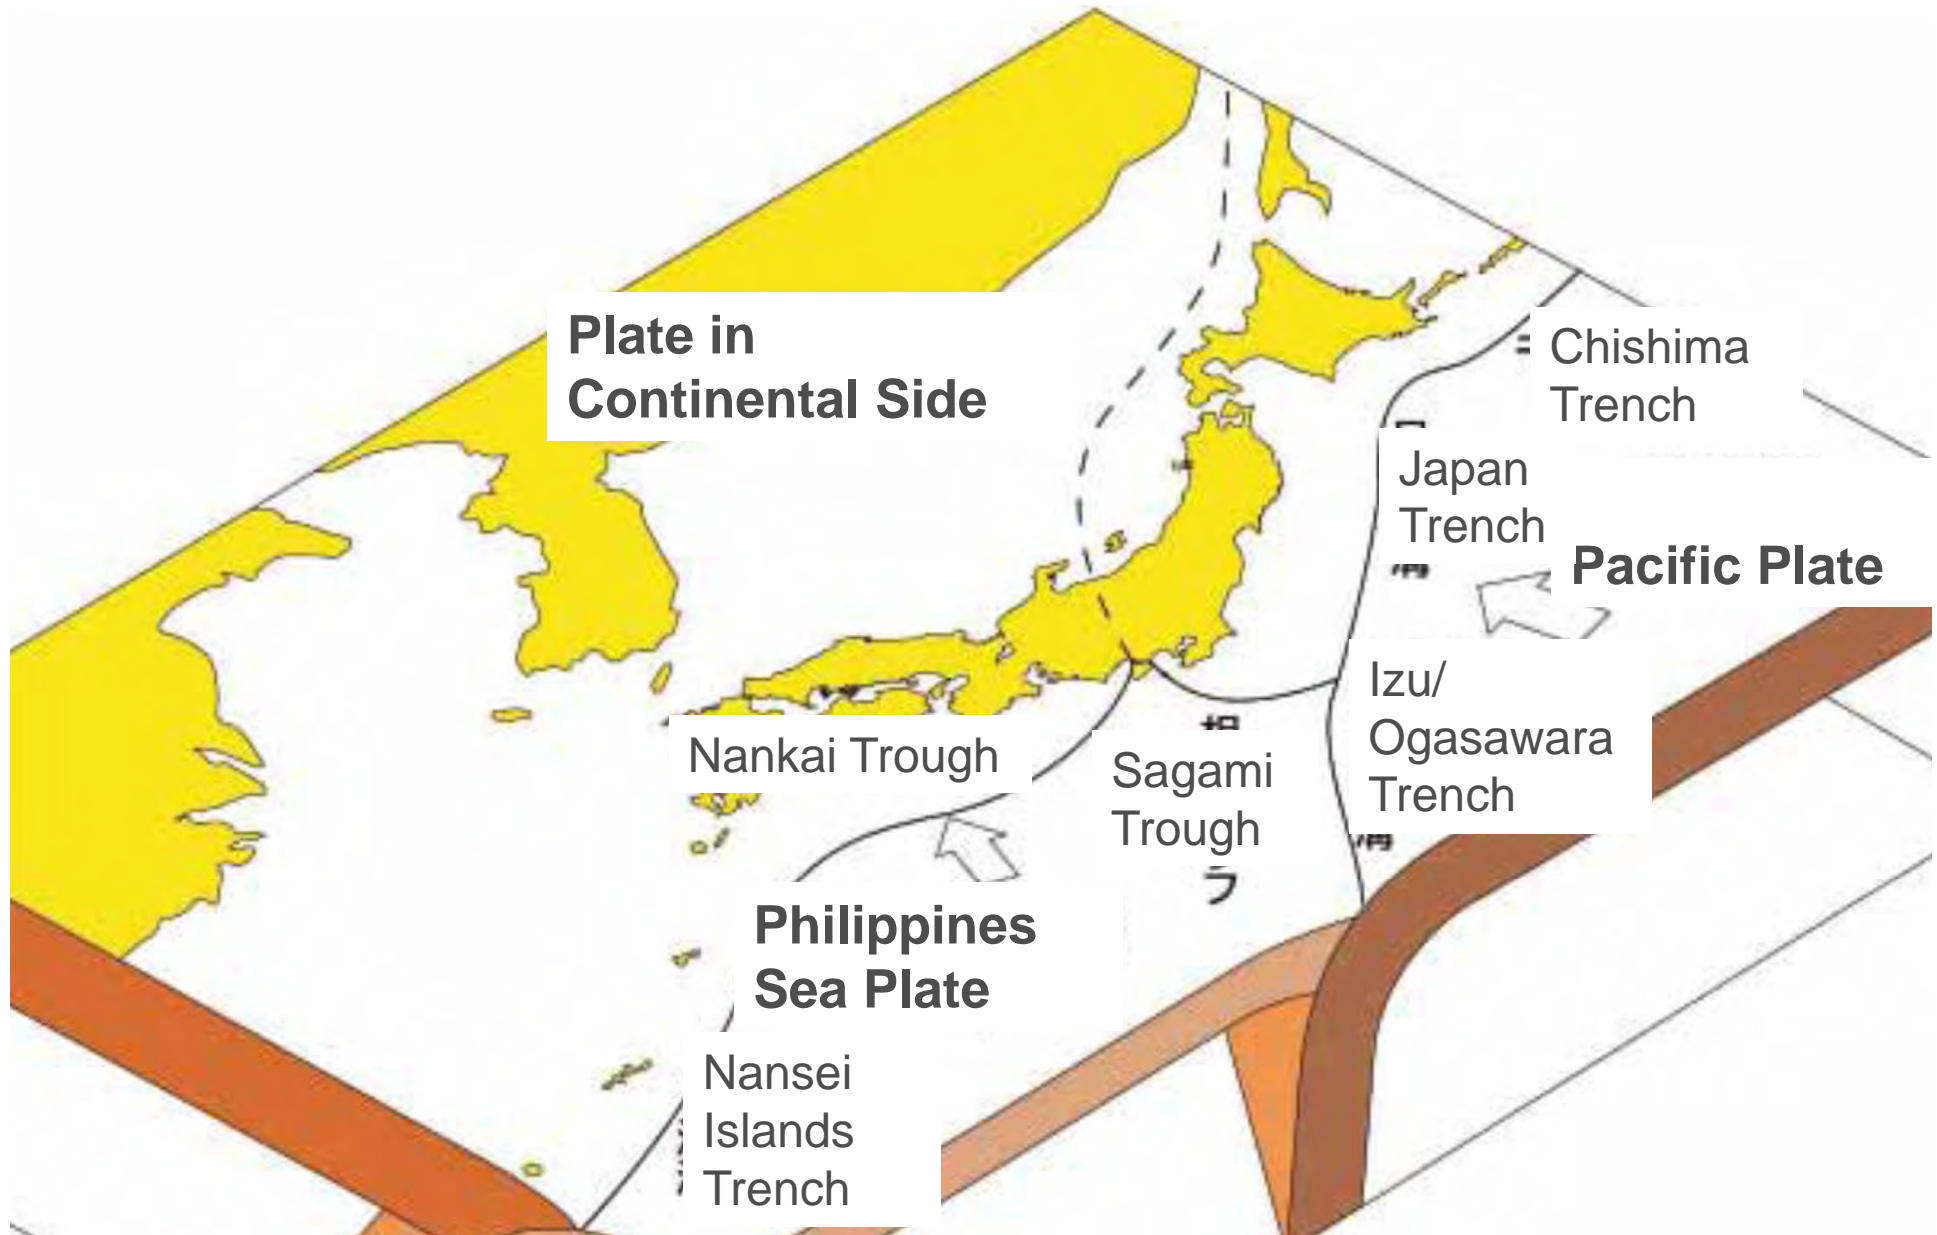 Plate in
Continental Side
Chishima
Trench
Japan
Trench
Pacific Plate
Izu/
Ogasawara
Trench
Nankai Trough
Sagami
Trough
Philippines
Sea Plate
Nansei
Islands
Trench